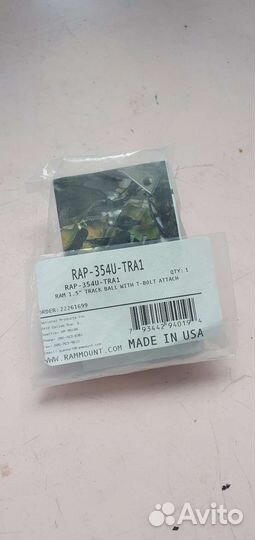 RAP-354U-TRA1
RAP-354U-TRA1
QTY: 1
RAM 1.5" TRACK BALL WITH T-BOLT ATTACH
ORDER:22261699
7 93442 94019 4
WWW.RAMMOUNT.COM
MADE IN USA
Avito